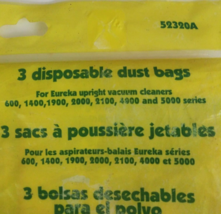 52320A
3 disposable dust bags
For Eureka upright vacuum cleaners
600, 1400, 1900, 2000, 2100, 4000 and 5000 series
3 sacs à poussière jetables
Pour les aspirateurs-balais Eureka séries
600, 1400, 1900, 2000, 2100, 4000 et 5000
3 bolsas desechables
para el polvo